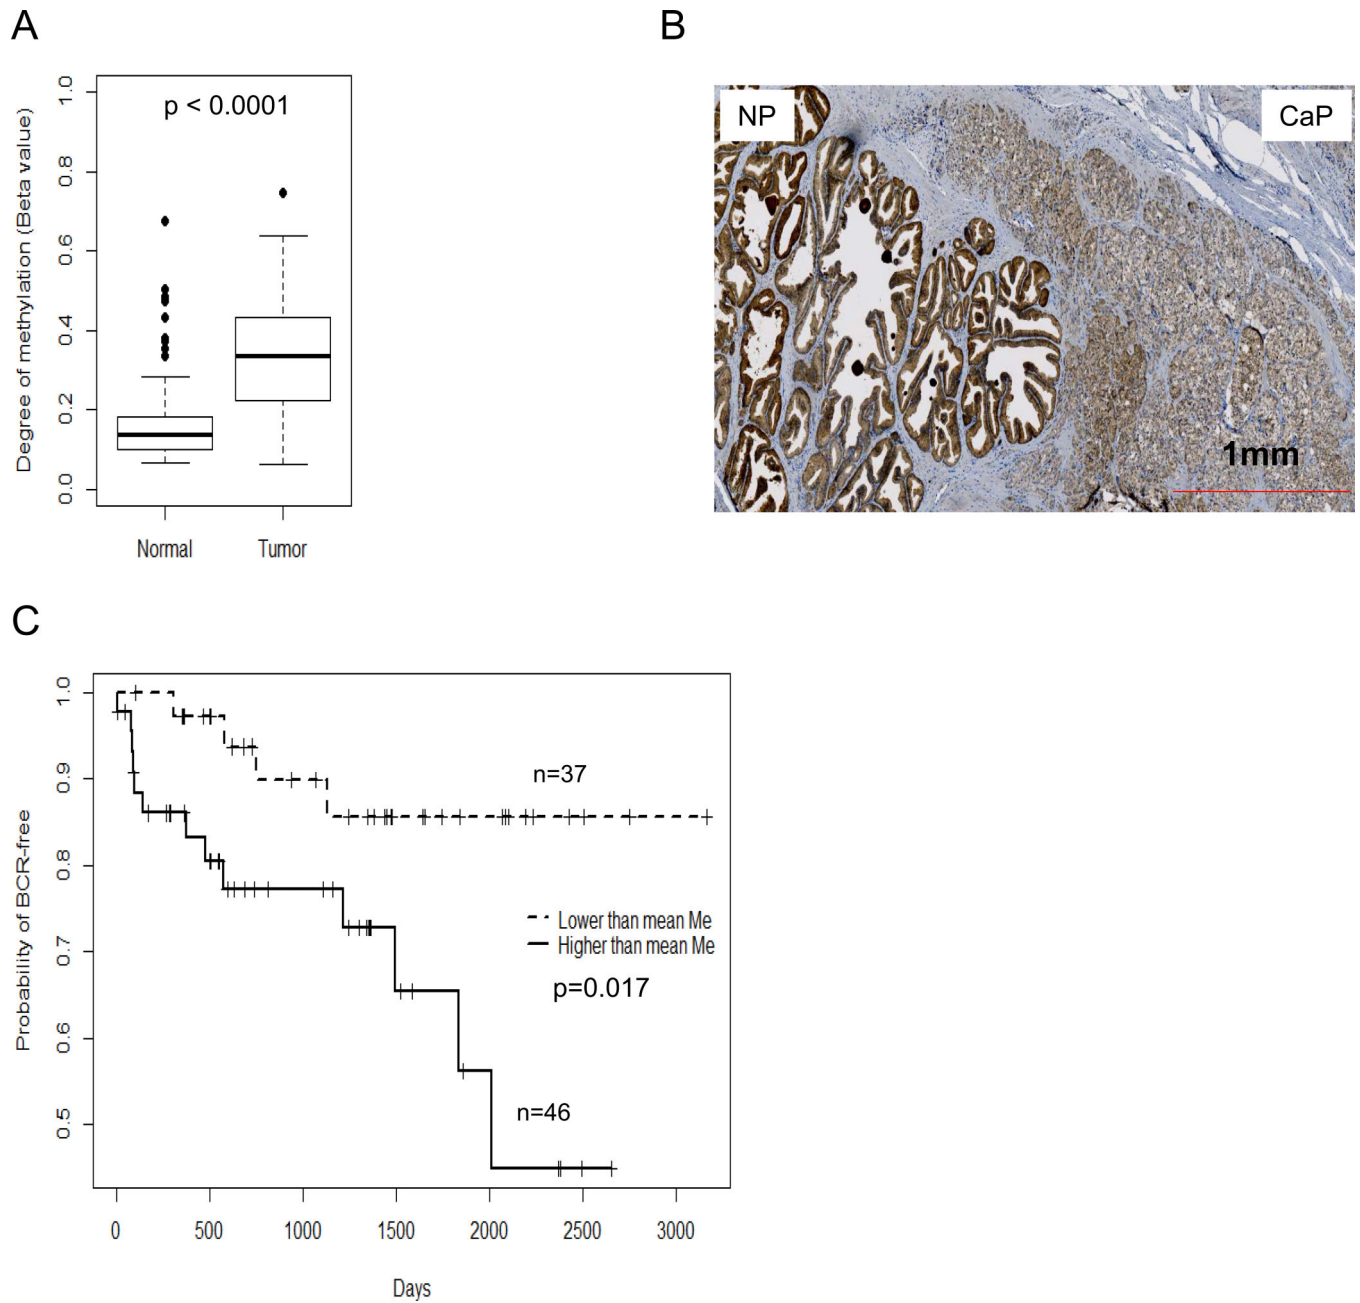 A
B
Degree of methylation (Beta value)
1.0
0.8
0.6
0.4
0.2
0.0
p < 0.0001
Normal
Tumor
NP
CaP
1mm
C
Probability of BCR-free
1.0
0.9
0.8
0.7
0.6
0.5
n=37
Lower than mean Me
Higher than mean Me
p=0.017
n=46
0
500
1000
1500
2000
2500
3000
Days